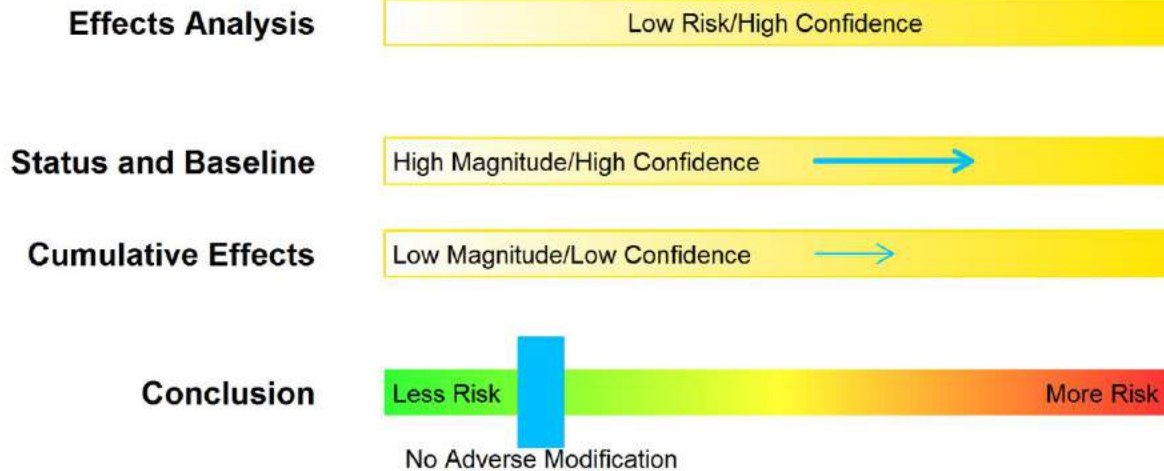 Effects Analysis Low Risk/High Confidence
Status and Baseline High Magnitude/High Confidence
Cumulative Effects Low Magnitude/Low Confidence
Conclusion Less Risk More Risk
No Adverse Modification